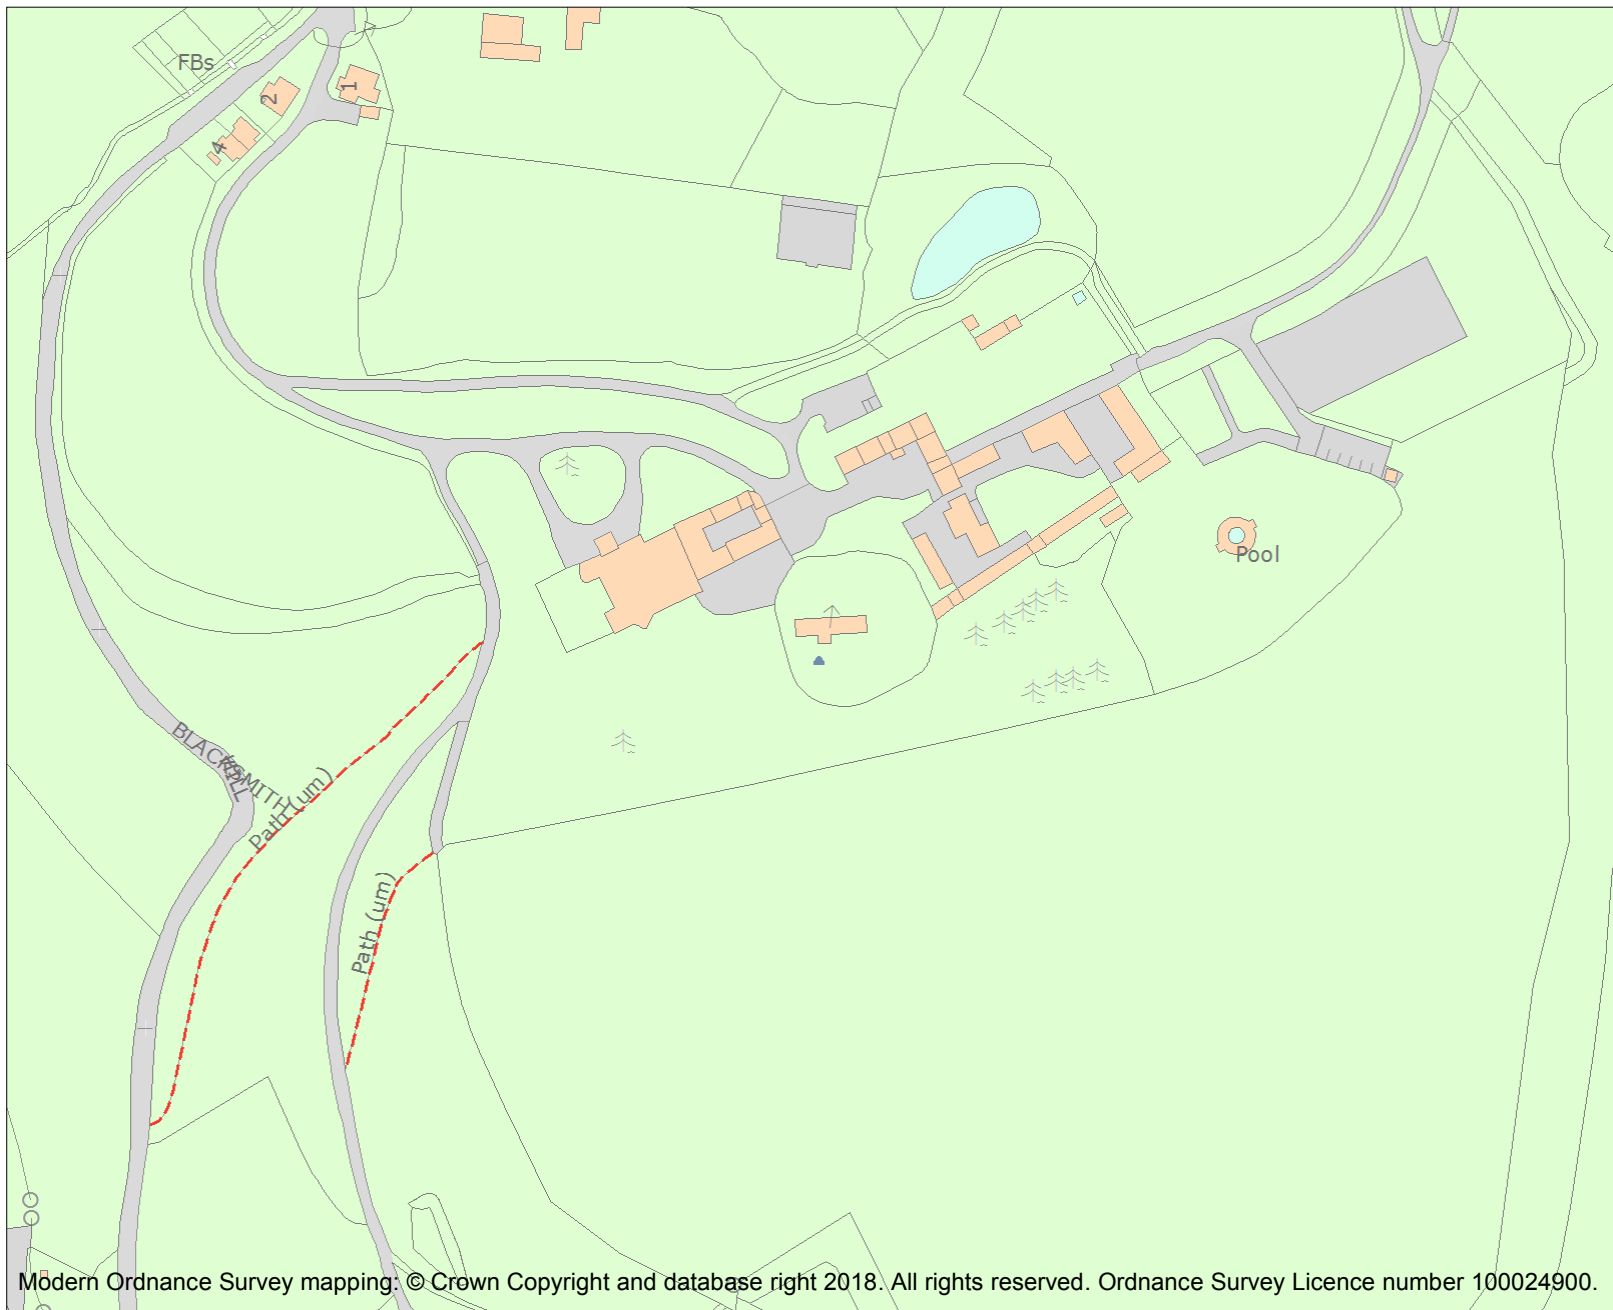 FBs
1
2
4
Pool
BLACKSMITH
HILL
Path (um)
Path (um)
Modern Ordnance Survey mapping: © Crown Copyright and database right 2018. All rights reserved. Ordnance Survey Licence number 100024900.